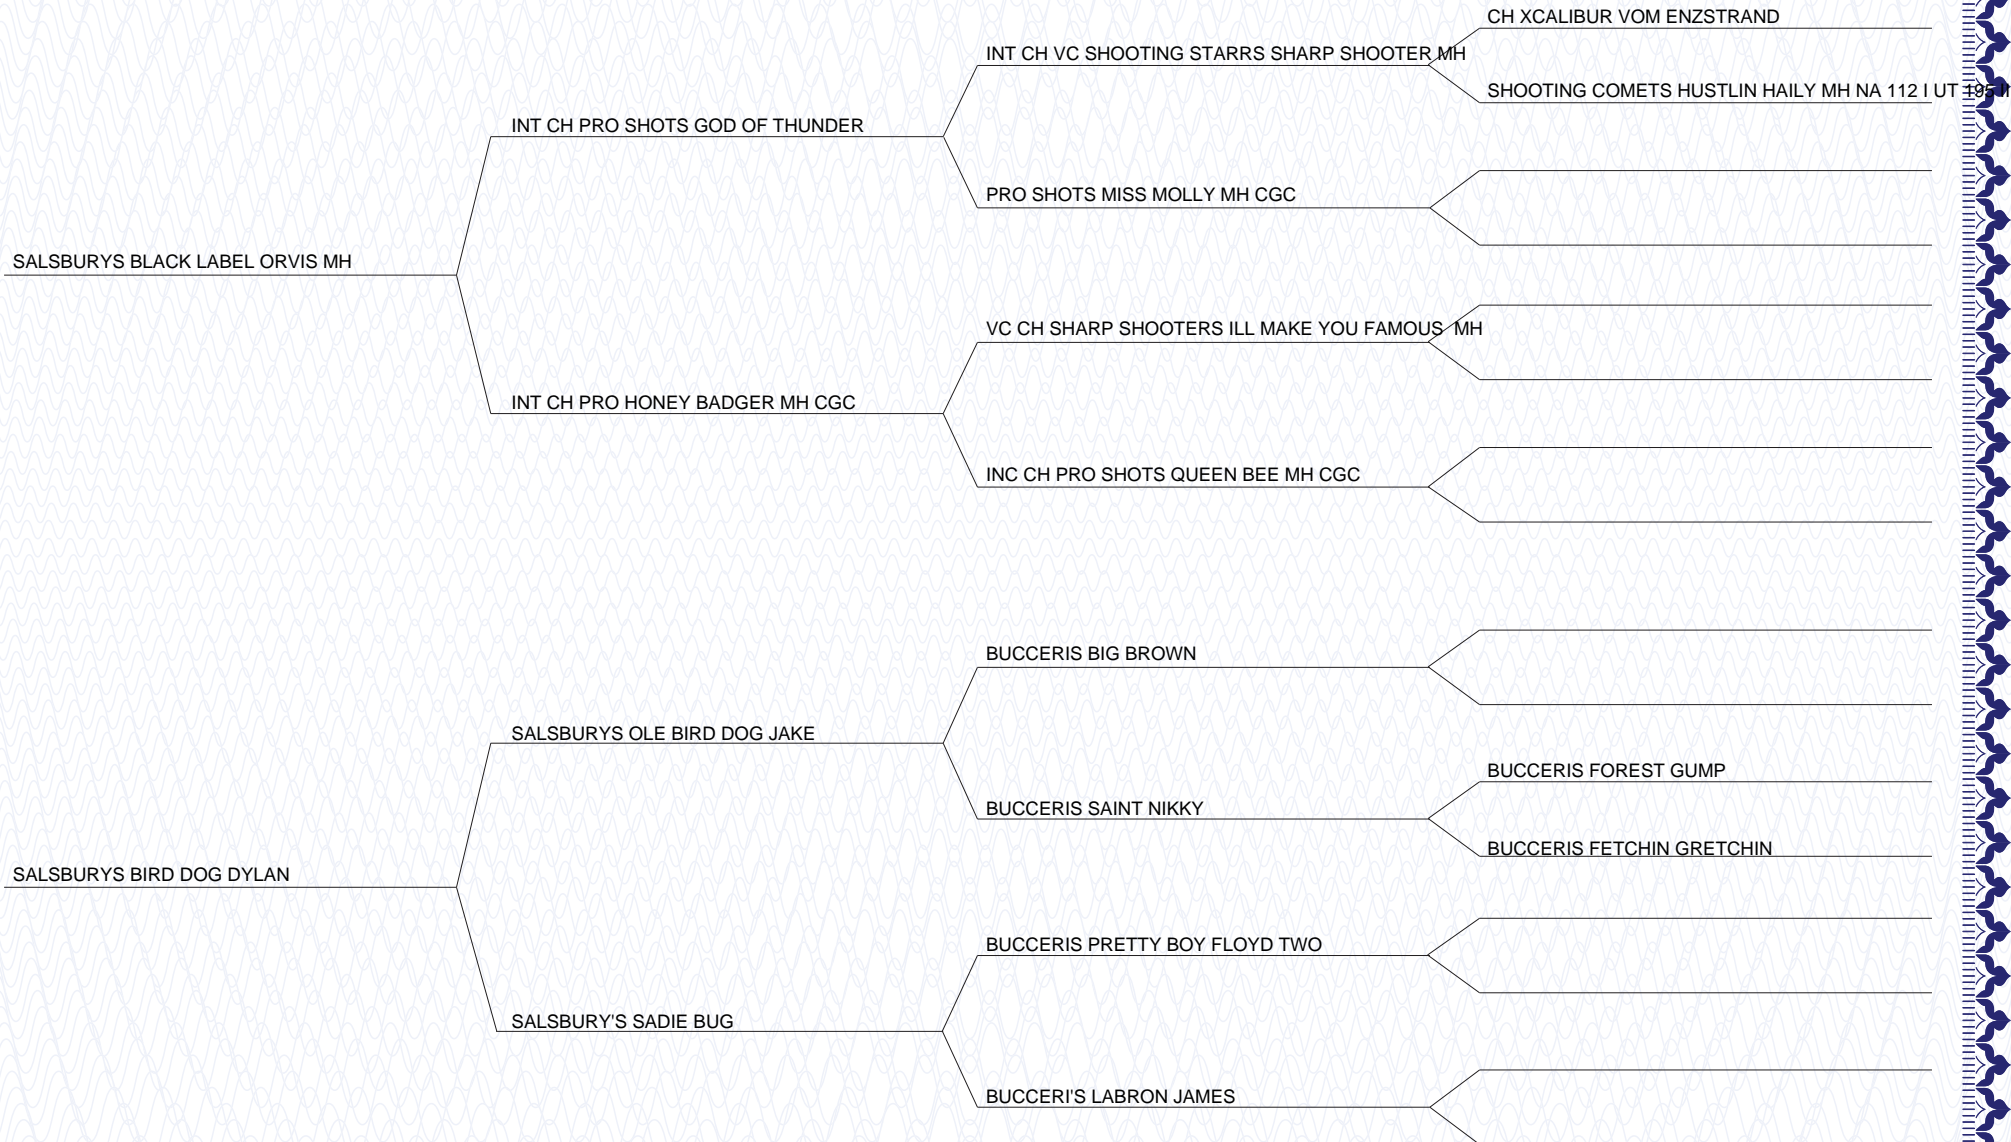 CH XCALIBUR VOM ENZSTRAND
INT CH VC SHOOTING STARRS SHARP SHOOTER MH
SHOOTING COMETS HUSTLIN HAILY MH NA 112 I UT 195 II
INT CH PRO SHOTS GOD OF THUNDER
PRO SHOTS MISS MOLLY MH CGC
SALSBURYS BLACK LABEL ORVIS MH
VC CH SHARP SHOOTERS ILL MAKE YOU FAMOUS  MH
INT CH PRO HONEY BADGER MH CGC
INC CH PRO SHOTS QUEEN BEE MH CGC
BUCCERIS BIG BROWN
SALSBURYS OLE BIRD DOG JAKE
BUCCERIS FOREST GUMP
BUCCERIS SAINT NIKKY
BUCCERIS FETCHIN GRETCHIN
SALSBURYS BIRD DOG DYLAN
BUCCERIS PRETTY BOY FLOYD TWO
SALSBURY'S SADIE BUG
BUCCERI'S LABRON JAMES